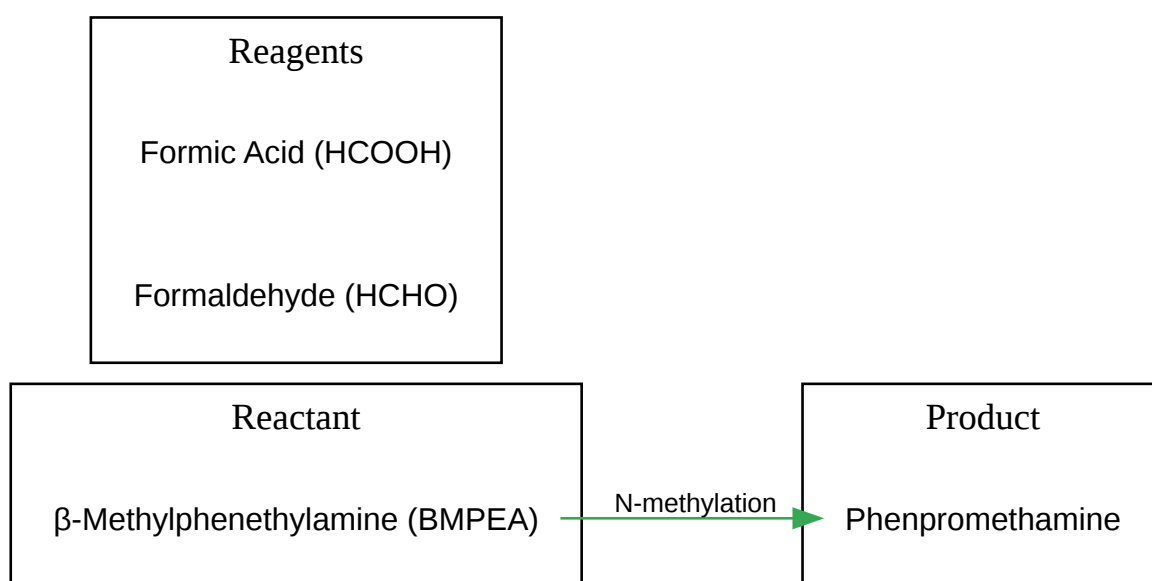 Reagents
Formic Acid (HCOOH)
Formaldehyde (HCHO)
Reactant
β-Methylphenethylamine (BMPEA)
N-methylation
Product
Phenpromethamine